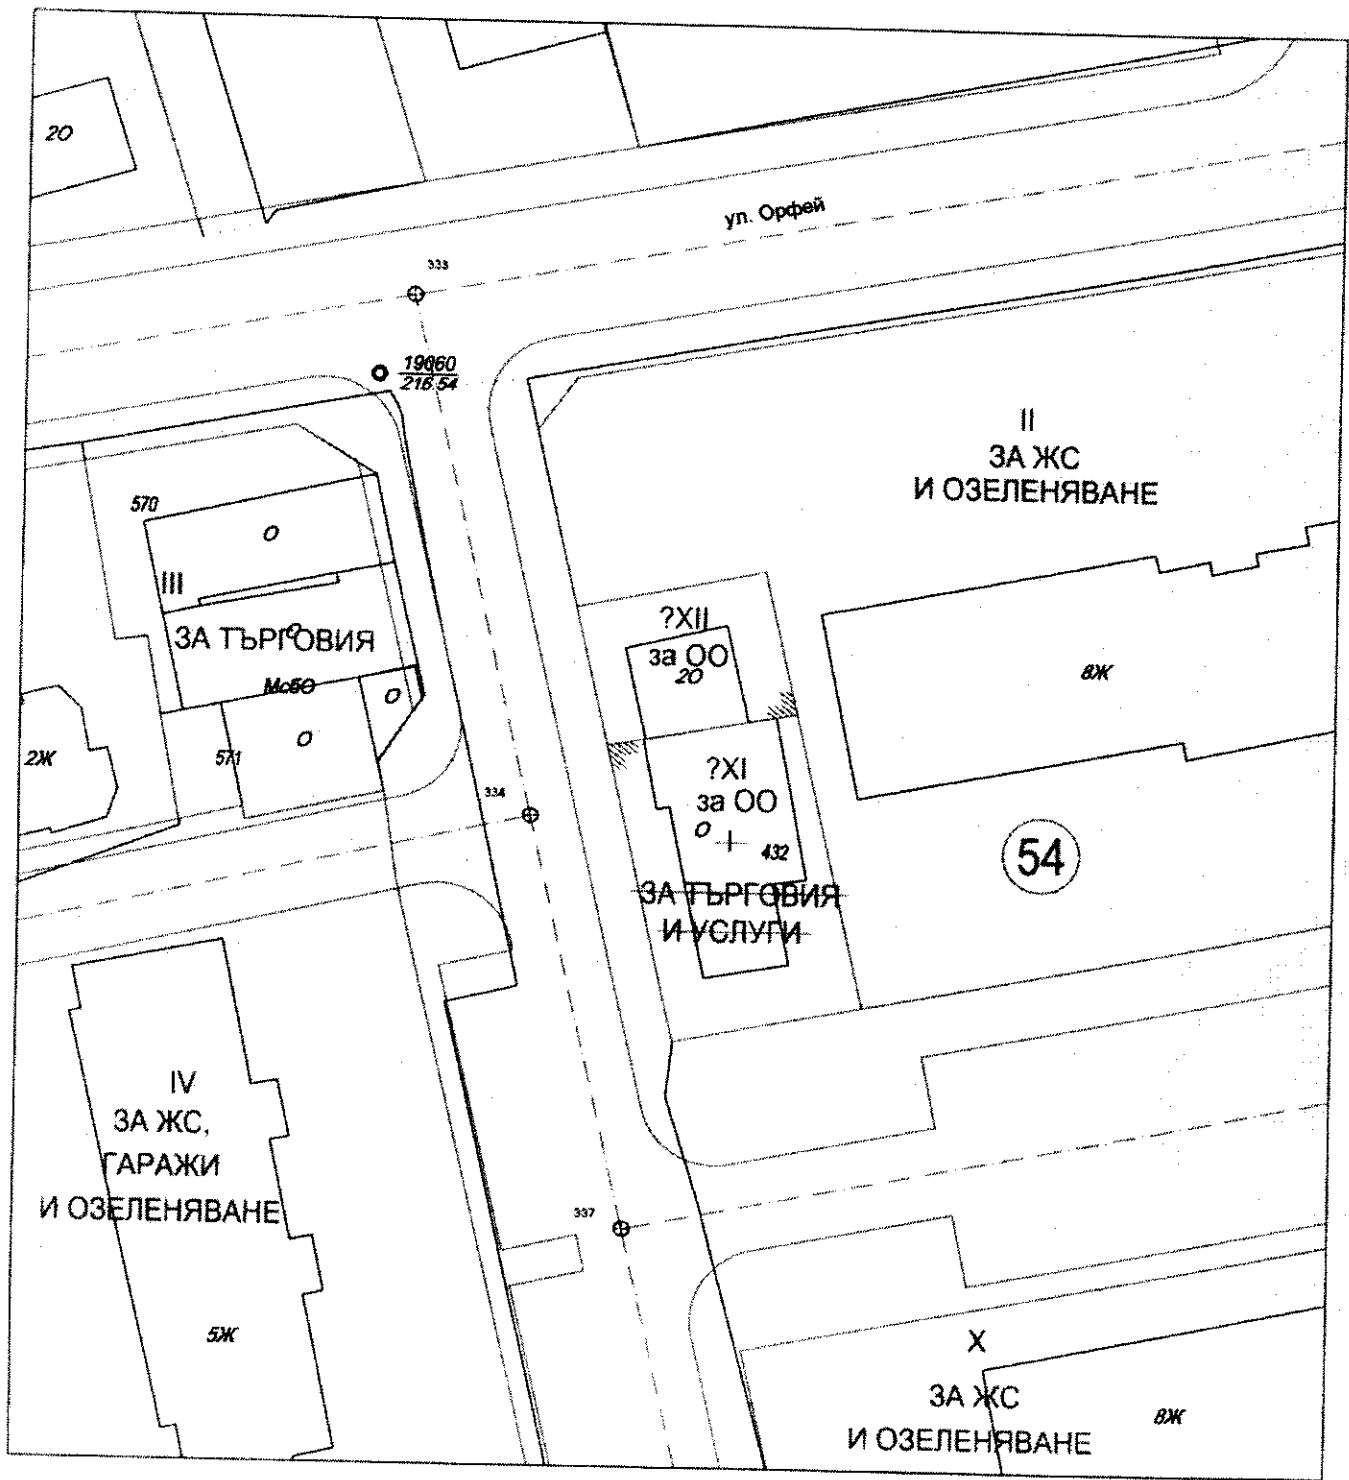 2О
ул. Орфей
333
19060
216.54
II
ЗА ЖС
И ОЗЕЛЕНЯВАНЕ
570
О
III
О
ЗА ТЪРГОВИЯ
МсбО
О
О
571
2Ж
?XII
за ОО
2О
8Ж
334
?XI
за ОО
О
432
54
ЗА ТЪРГОВИЯ
И УСЛУГИ
IV
ЗА ЖС,
ГАРАЖИ
И ОЗЕЛЕНЯВАНЕ
337
5Ж
X
ЗА ЖС
И ОЗЕЛЕНЯВАНЕ
8Ж